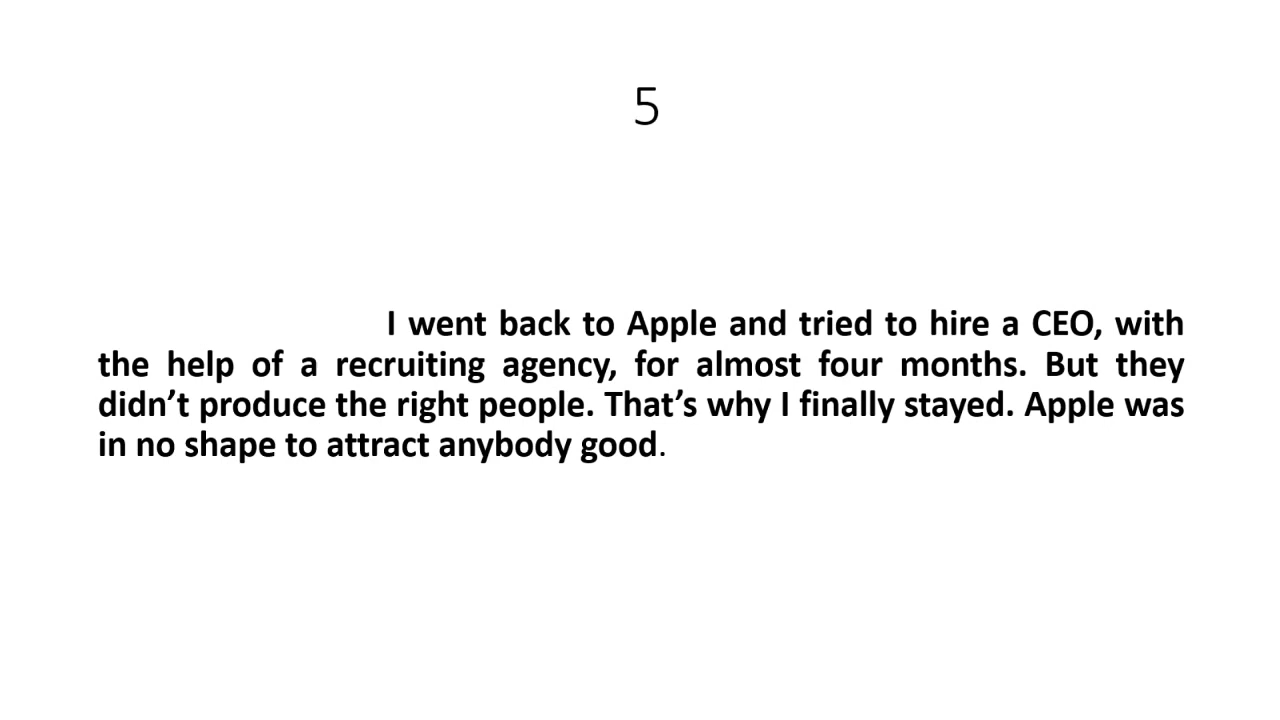 5
I went back to Apple and tried to hire a CEO, with
the help of a recruiting agency, for almost four months. But they
didn’t produce the right people. That’s why I finally stayed. Apple was
in no shape to attract anybody good.